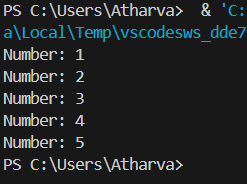 PS C:\Users\Atharva>  & 'C:
a\Local\Temp\vscodesws_dde7
Number: 1
Number: 2
Number: 3
Number: 4
Number: 5
PS C:\Users\Atharva>